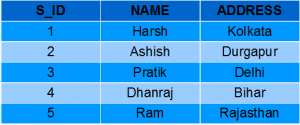 S_ID NAME ADDRESS
1 Harsh Kolkata
2 Ashish Durgapur
3 Pratik Delhi
4 Dhanraj Bihar
5 Ram Rajasthan